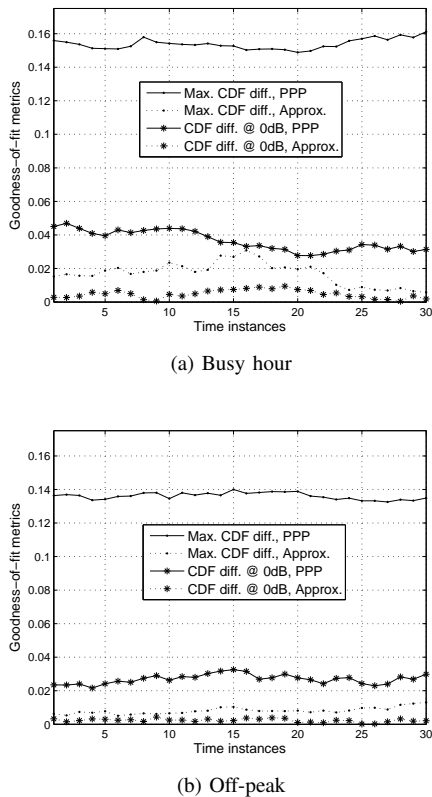 0.16
0.14
0.12
0.1
0.08
0.06
0.04
0.02
0
Goodness−of−fit metrics
Max. CDF diff., PPP
Max. CDF diff., Approx.
CDF diff. @ 0dB, PPP
CDF diff. @ 0dB, Approx.
5 10 15 20 25 30
Time instances
(a) Busy hour
0.16
0.14
0.12
0.1
0.08
0.06
0.04
0.02
0
Goodness−of−fit metrics
Max. CDF diff., PPP
Max. CDF diff., Approx.
CDF diff. @ 0dB, PPP
CDF diff. @ 0dB, Approx.
5 10 15 20 25 30
Time instances
(b) Off-peak